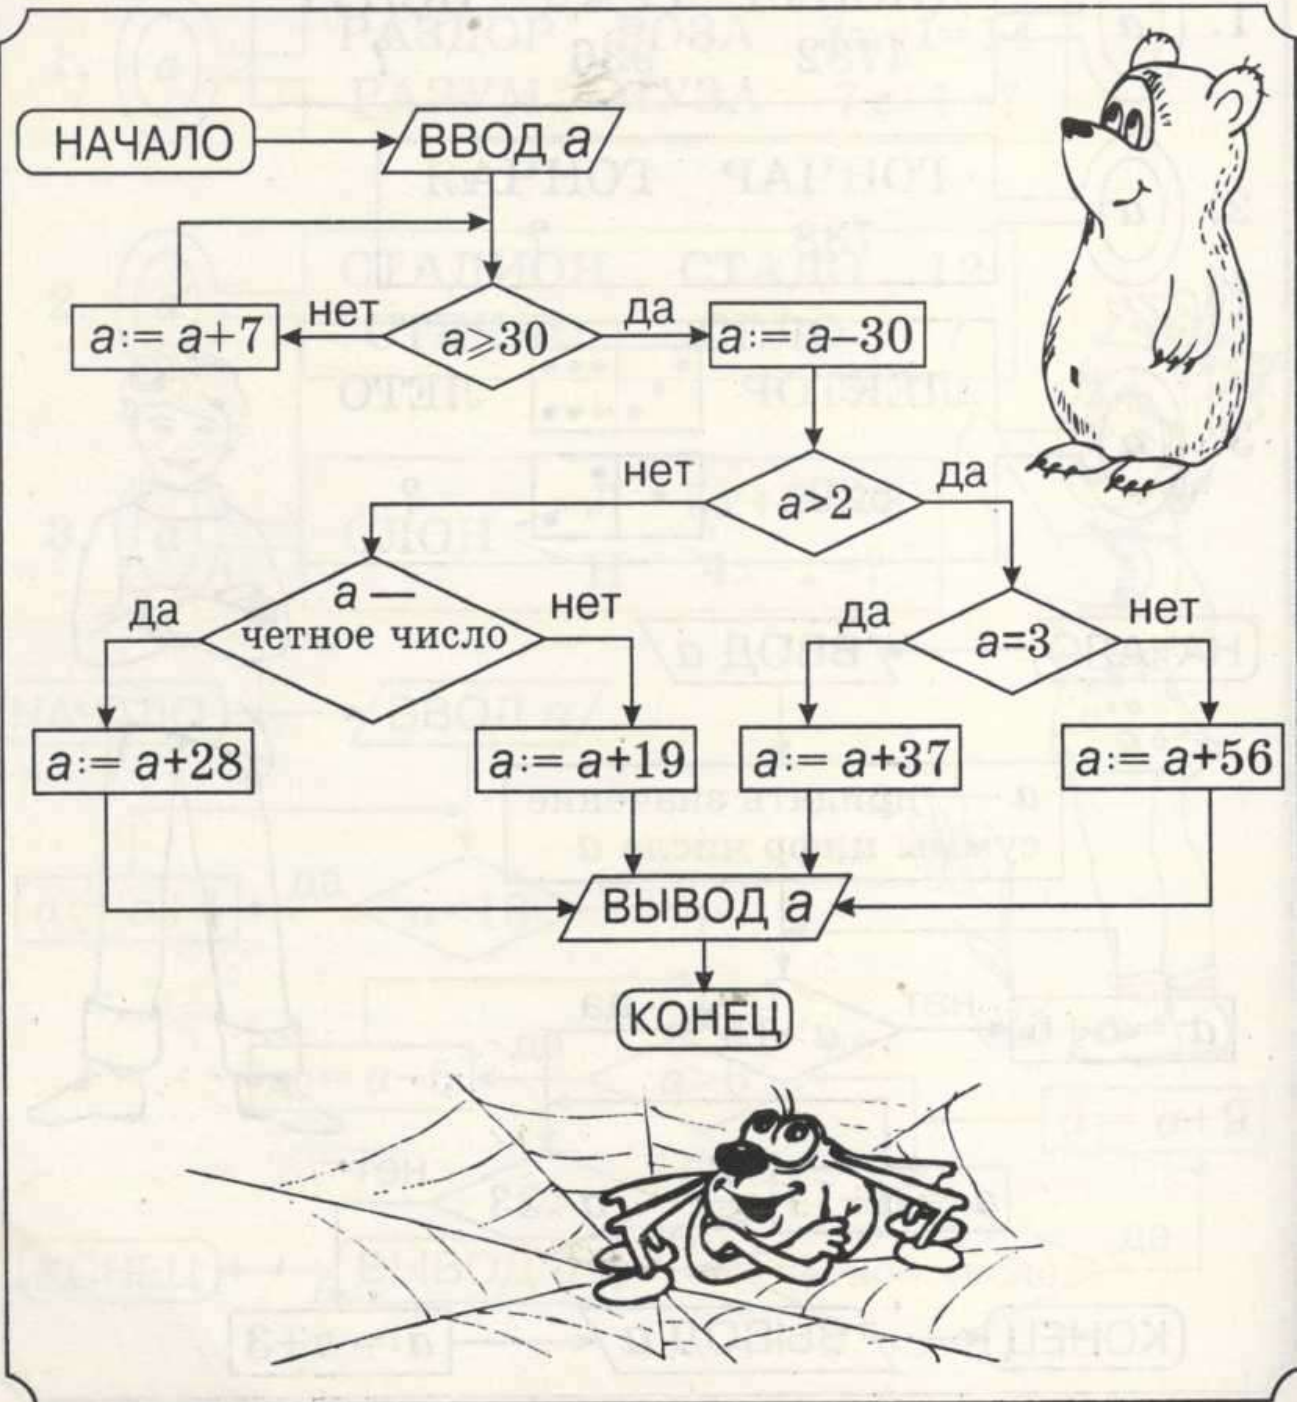 НАЧАЛО
ВВОД a
нет
да
a:= a+7
a⩾30
a:= a–30
нет
да
a>2
да
a —
четное число
нет
да
a=3
нет
a:= a+28
a:= a+19
a:= a+37
a:= a+56
ВЫВОД a
КОНЕЦ